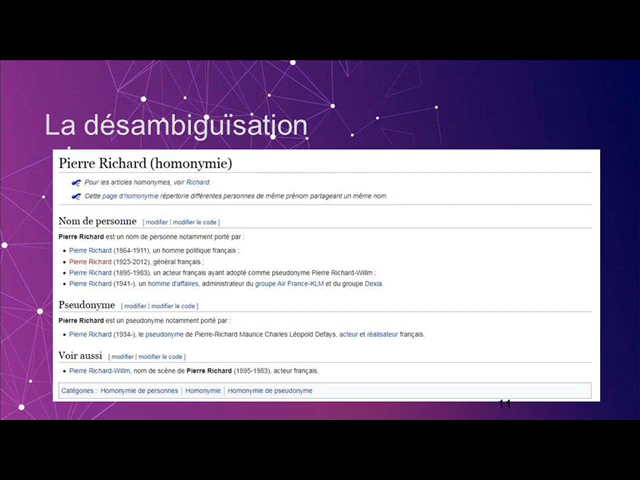 La désambiguïsation
Pierre Richard (homonymie)
Pour les articles homonymes, voir Richard.
Cette page d'homonymie répertorie différentes personnes de même prénom partageant un même nom.
Nom de personne [ modifier | modifier le code ]
Pierre Richard est un nom de personne notamment porté par :
Pierre Richard (1864-1911), un homme politique français ;
Pierre Richard (1923-2012), général français ;
Pierre Richard (1895-1983), un acteur français ayant adopté comme pseudonyme Pierre Richard-Willm ;
Pierre Richard (1941-), un homme d'affaires, administrateur du groupe Air France-KLM et du groupe Dexia.
Pseudonyme [ modifier | modifier le code ]
Pierre Richard est un pseudonyme notamment porté par :
Pierre Richard (1934-), le pseudonyme de Pierre-Richard Maurice Charles Léopold Defays, acteur et réalisateur français.
Voir aussi [ modifier | modifier le code ]
Pierre Richard-Willm, nom de scène de Pierre Richard (1895-1983), acteur français.
Catégories : Homonymie de personnes | Homonymie | Homonymie de pseudonyme
11